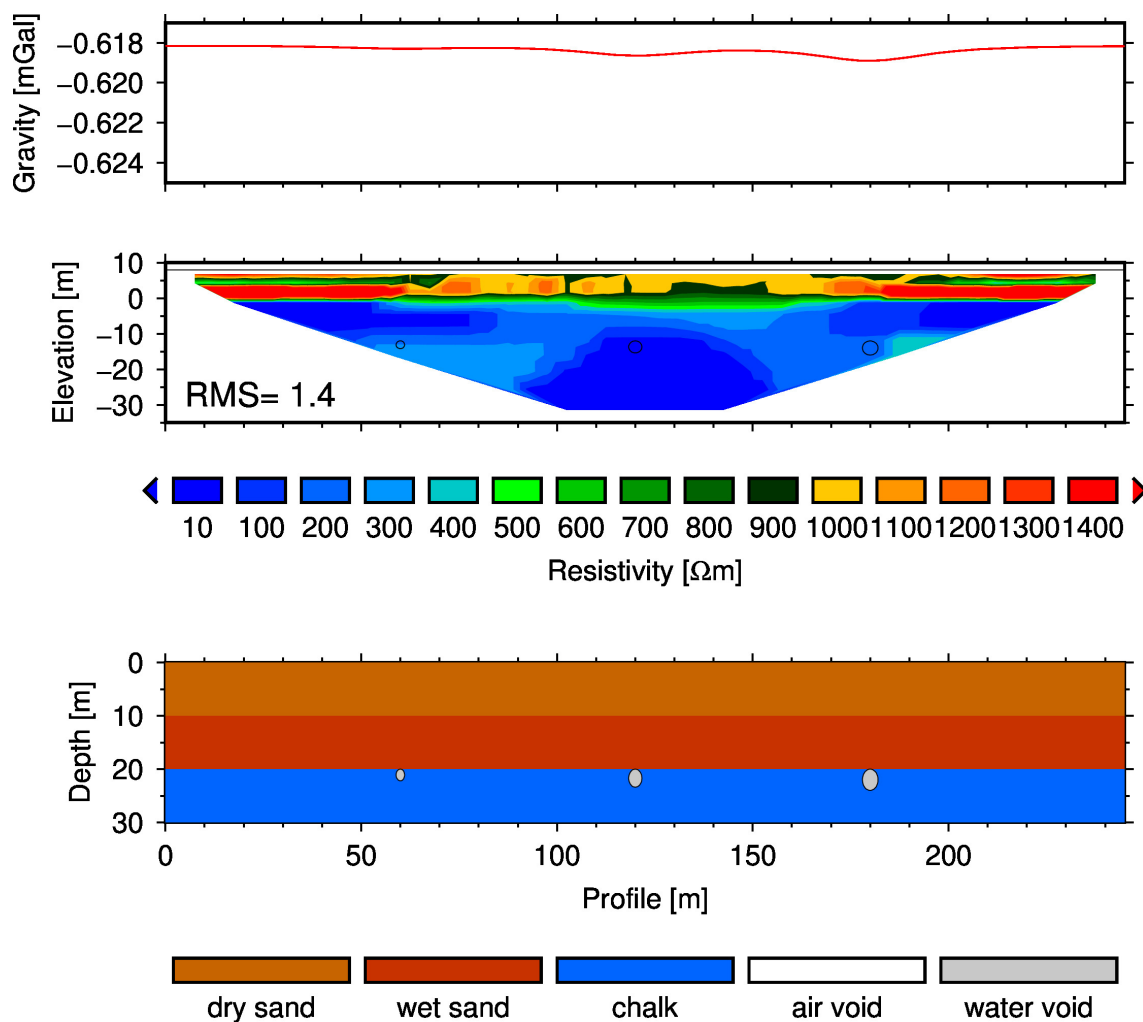 Gravity [mGal]
−0.618
−0.620
−0.622
−0.624
Elevation [m]
10
0
−10
−20
−30
RMS= 1.4
10 100 200 300 400 500 600 700 800 900 1000 1100 1200 1300 1400
Resistivity [Ωm]
Depth [m]
0
10
20
30
0 50 100 150 200
Profile [m]
dry sand wet sand chalk air void water void